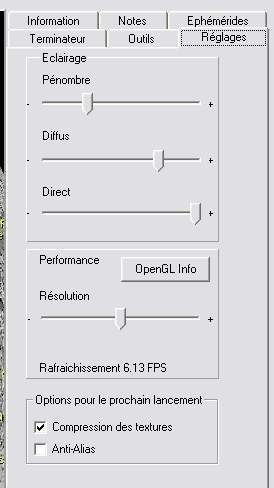 Information Notes Ephémérides
Terminateur Outils Réglages
Eclairage
Pénombre
- +
Diffus
- +
Direct
- +
Performance OpenGL Info
Résolution
- +
Rafraichissement 6.13 FPS
Options pour le prochain lancement
Compression des textures
Anti-Alias